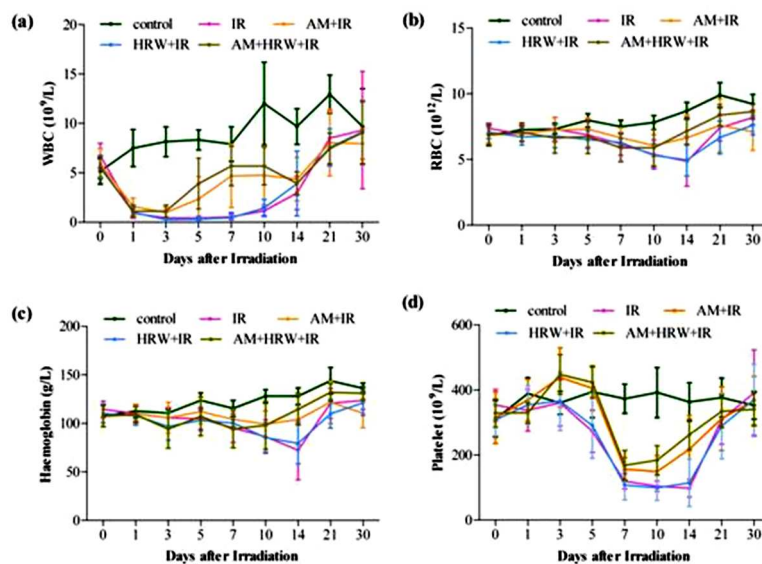 (a)
control IR AM+IR
HRW+IR AM+HRW+IR
WBC (10⁹/L)
20
15
10
5
0
0 1 3 5 7 10 14 21 30
Days after Irradiation
(b)
control IR AM+IR
HRW+IR AM+HRW+IR
RBC (10¹²/L)
15
10
5
0
0 1 3 5 7 10 14 21 30
Days after Irradiation
(c)
control IR AM+IR
HRW+IR AM+HRW+IR
Haemoglobin (g/L)
200
150
100
50
0
0 1 3 5 7 10 14 21 30
Days after Irradiation
(d)
control IR AM+IR
HRW+IR AM+HRW+IR
Platelet (10⁹/L)
600
400
200
0
0 1 3 5 7 10 14 21 30
Days after Irradiation